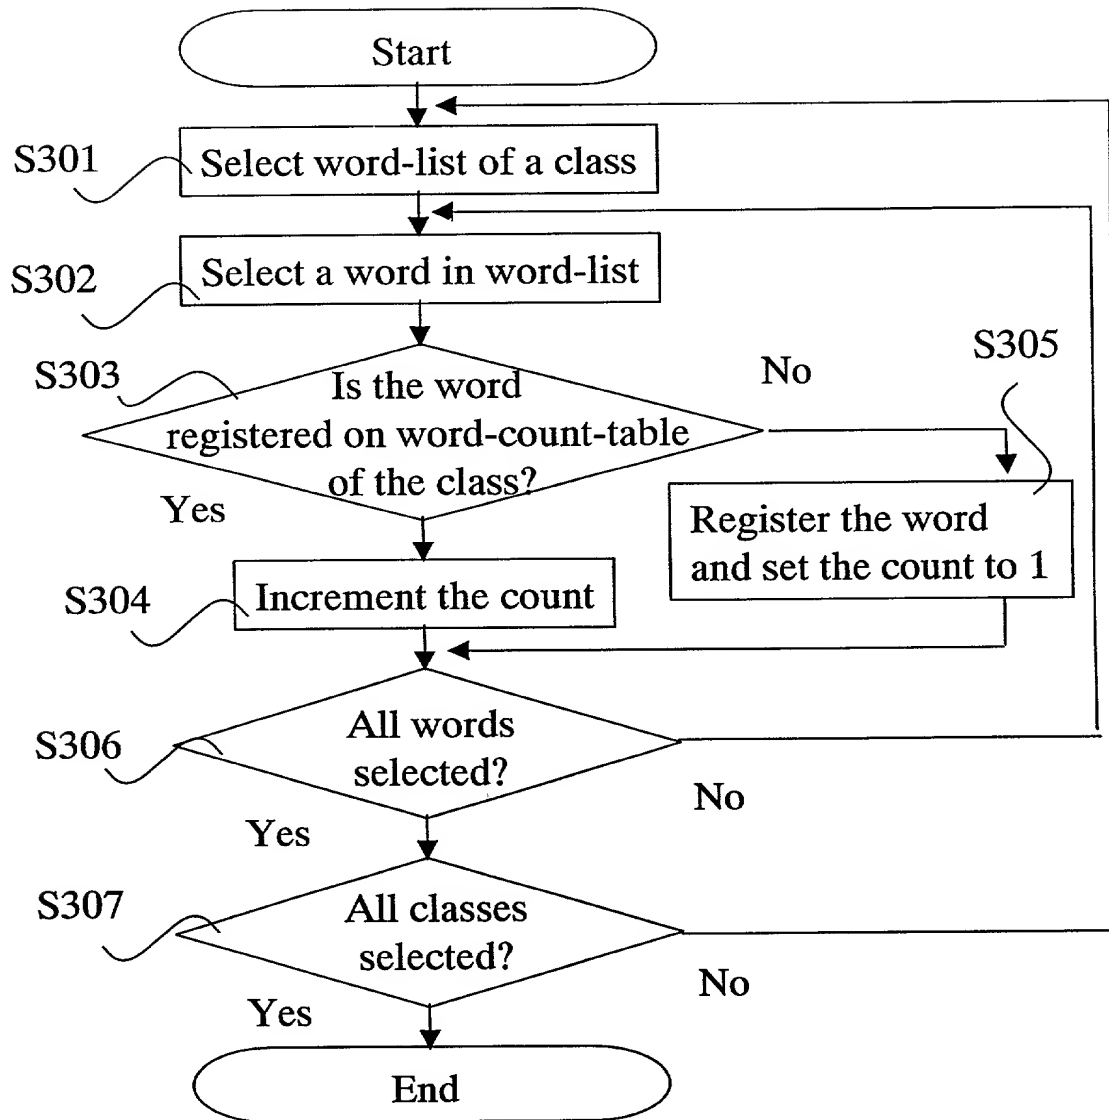 Start
S301
Select word-list of a class
S302
Select a word in word-list
S303
Is the word
registered on word-count-table
of the class?
No
S305
Yes
Register the word
and set the count to 1
S304
Increment the count
S306
All words
selected?
No
Yes
S307
All classes
selected?
No
Yes
End